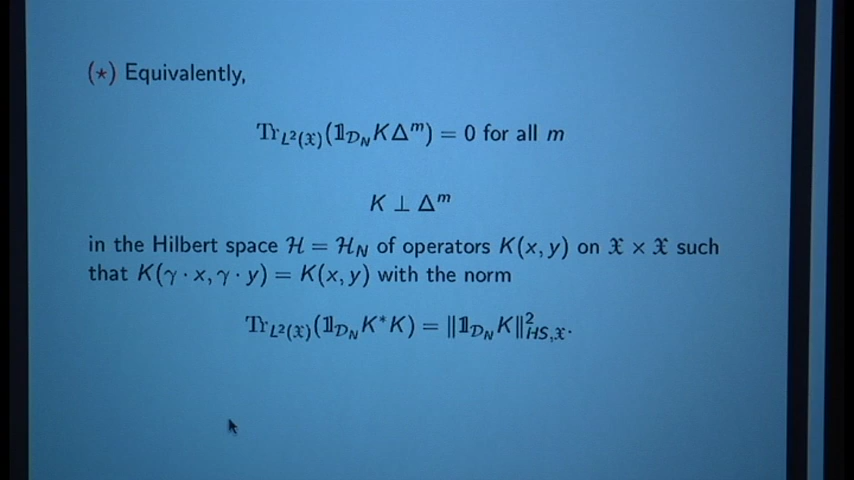 (⋆) Equivalently,
Tr_{L²(𝔛)}(𝟙_{𝒟_N} K Δ^m) = 0 for all m
K ⊥ Δ^m
in the Hilbert space ℋ = ℋ_N of operators K(x, y) on 𝔛 × 𝔛 such
that K(γ · x, γ · y) = K(x, y) with the norm
Tr_{L²(𝔛)}(𝟙_{𝒟_N} K*K) = ‖𝟙_{𝒟_N} K‖²_{HS,𝔛}.